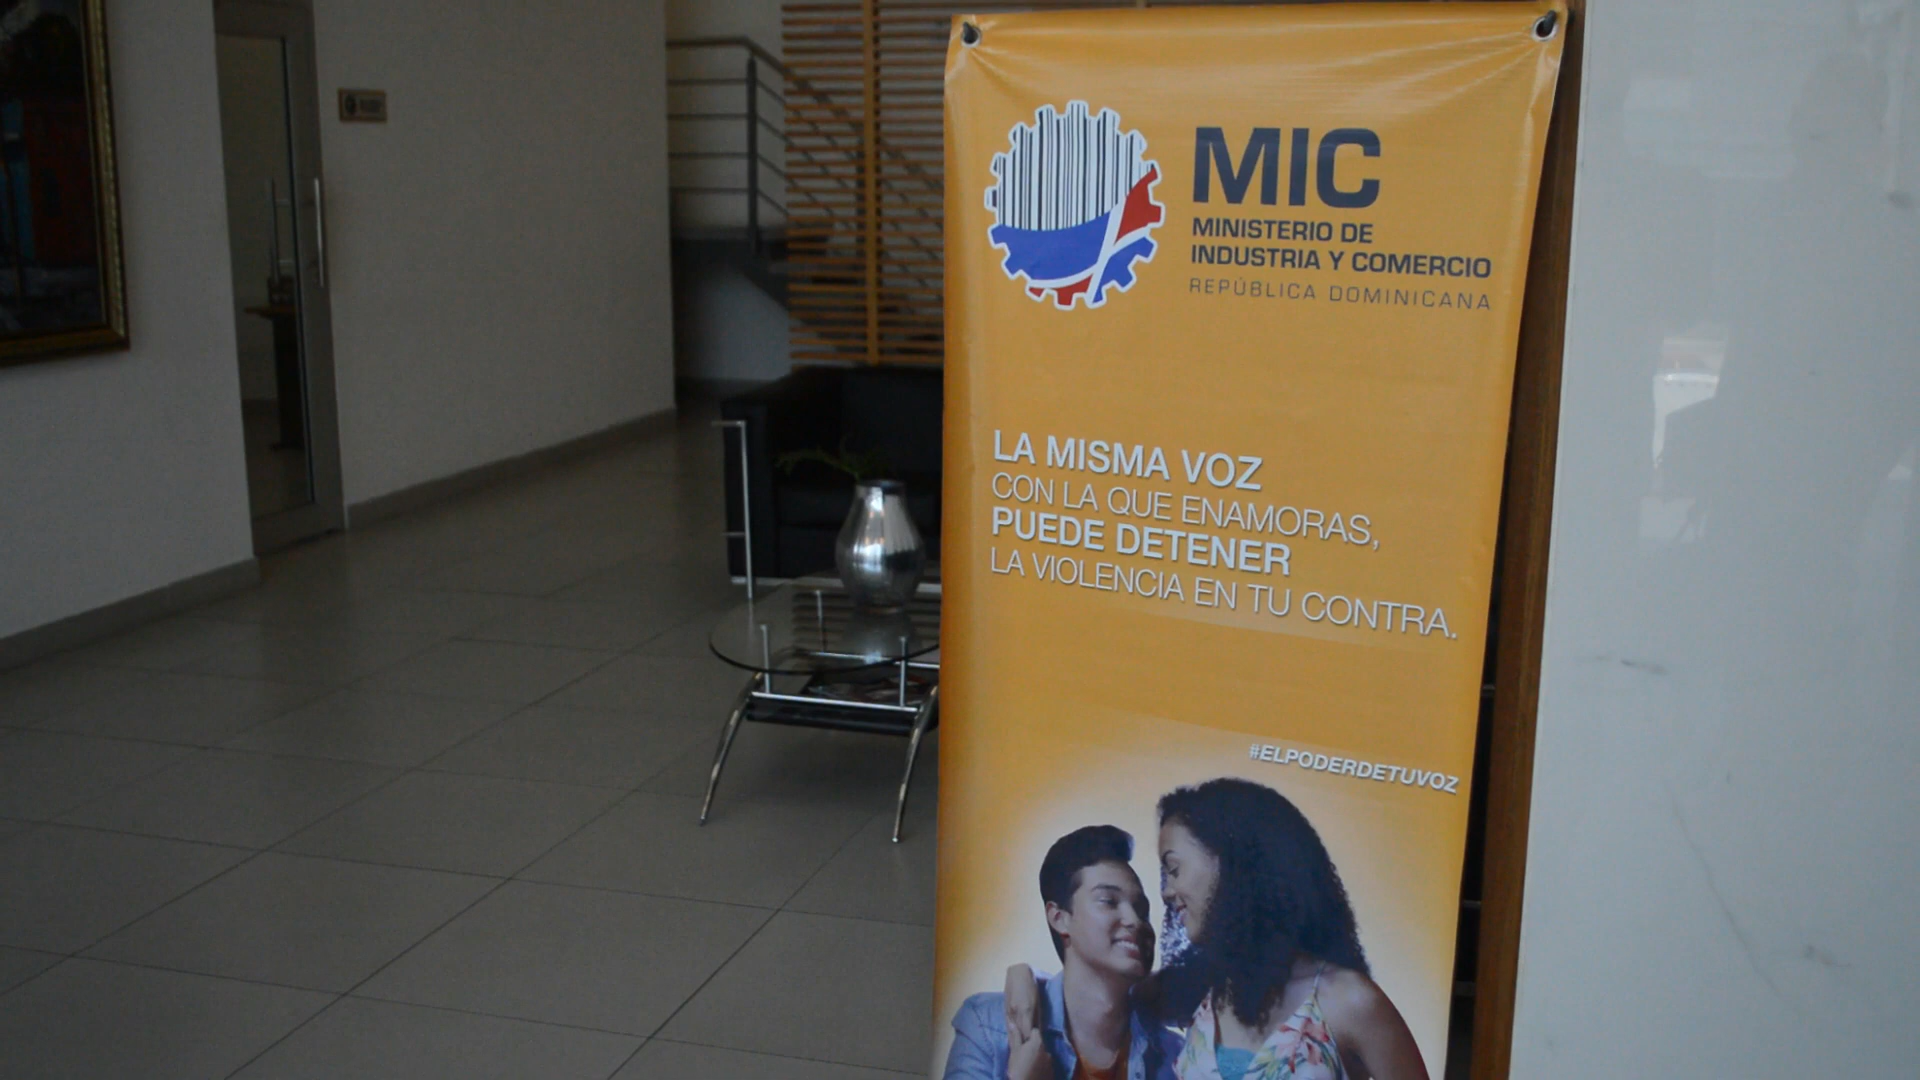 MIC
MINISTERIO DE
INDUSTRIA Y COMERCIO
REPÚBLICA DOMINICANA
LA MISMA VOZ
CON LA QUE ENAMORAS,
PUEDE DETENER
LA VIOLENCIA EN TU CONTRA.
#ELPODERDETUVOZ